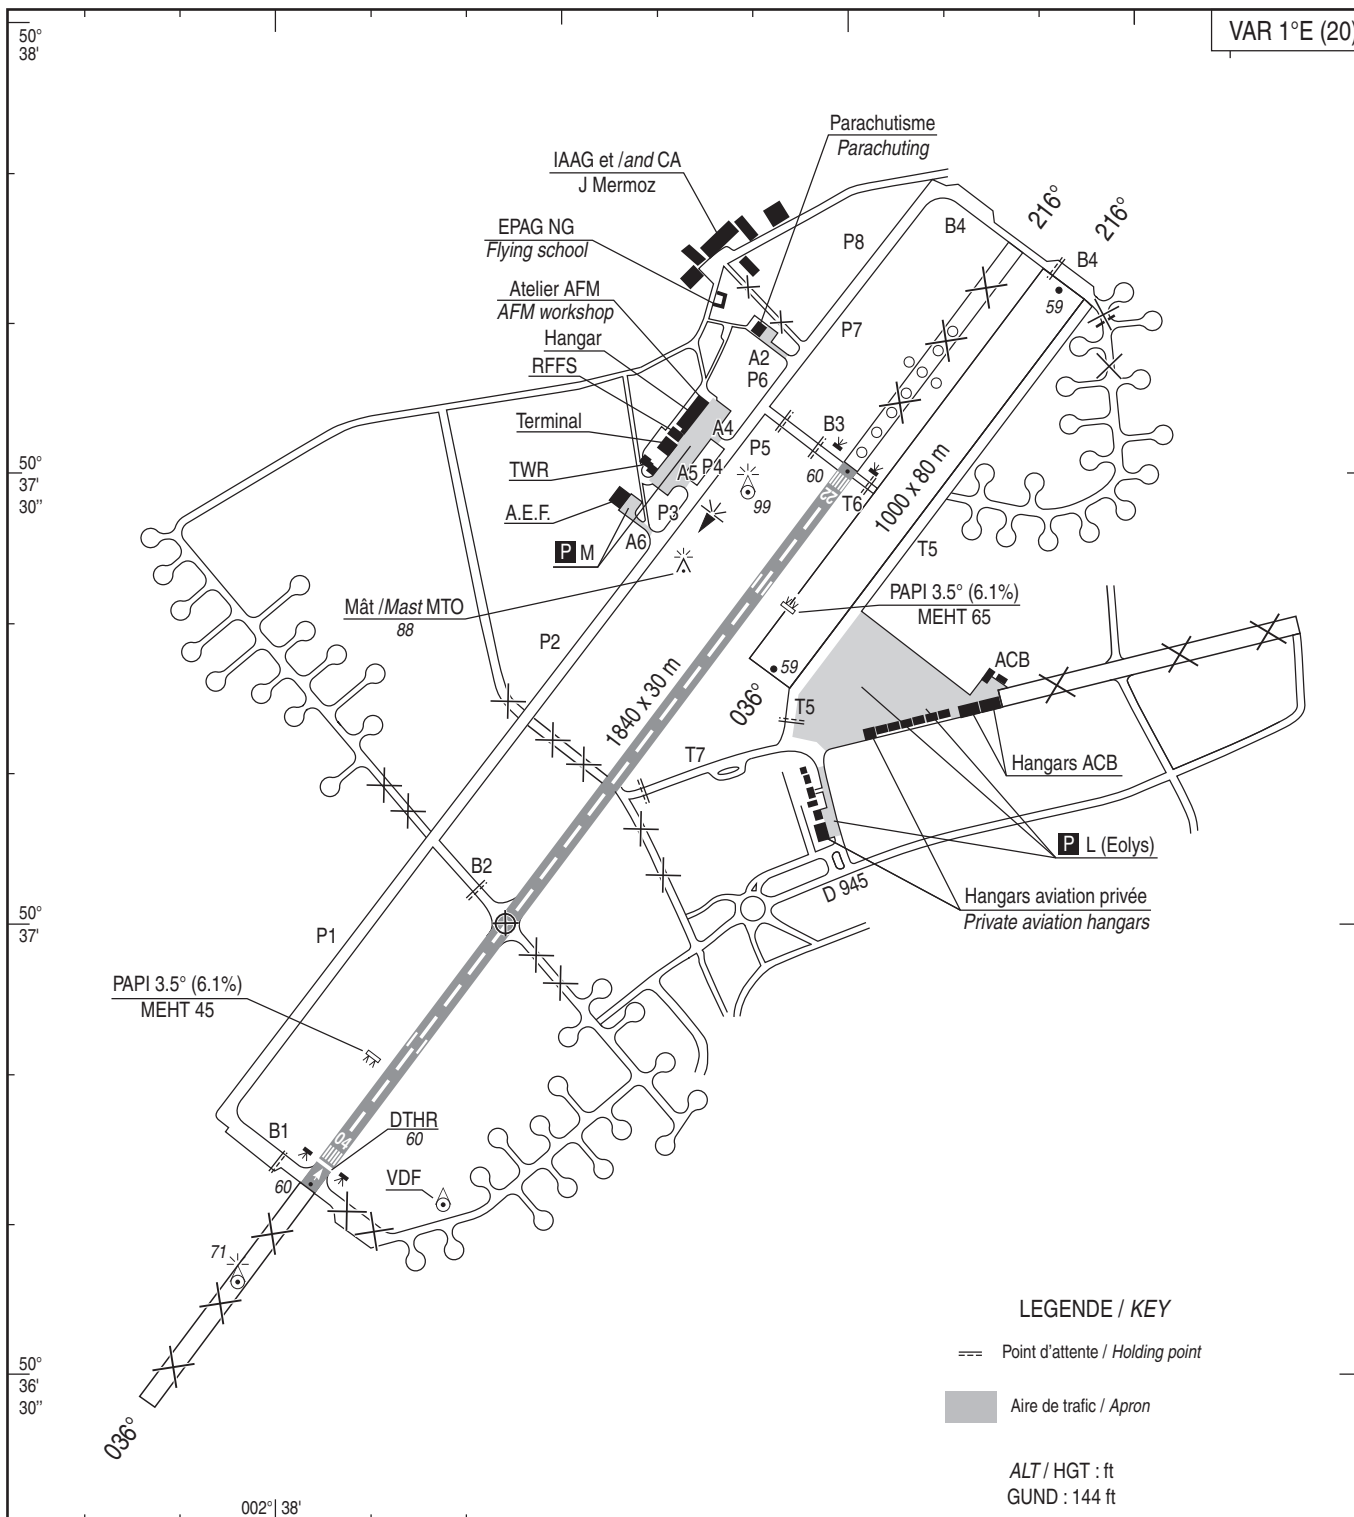 50°
38'
VAR 1°E (20)
Parachutisme
Parachuting
IAAG et / and CA
J Mermoz
EPAG NG
Flying school
Atelier AFM
AFM workshop
Hangar
RFFS
Terminal
TWR
A.E.F.
P M
Mât / Mast MTO
88
P8
B4
216°
216°
B4
59
P7
A2
P6
A4
A5
P4
P5
B3
60
22
T6
1000 x 80 m
T5
99
P3
A6
50°
37'
30''
PAPI 3.5° (6.1%)
MEHT 65
P2
1840 x 30 m
59
036°
T5
T7
ACB
Hangars ACB
P L (Eolys)
Hangars aviation privée
Private aviation hangars
D 945
B2
50°
37'
P1
PAPI 3.5° (6.1%)
MEHT 45
B1
04
DTHR
60
60
VDF
71
036°
50°
36'
30''
LEGENDE / KEY
Point d'attente / Holding point
Aire de trafic / Apron
ALT / HGT : ft
GUND : 144 ft
002° 38'